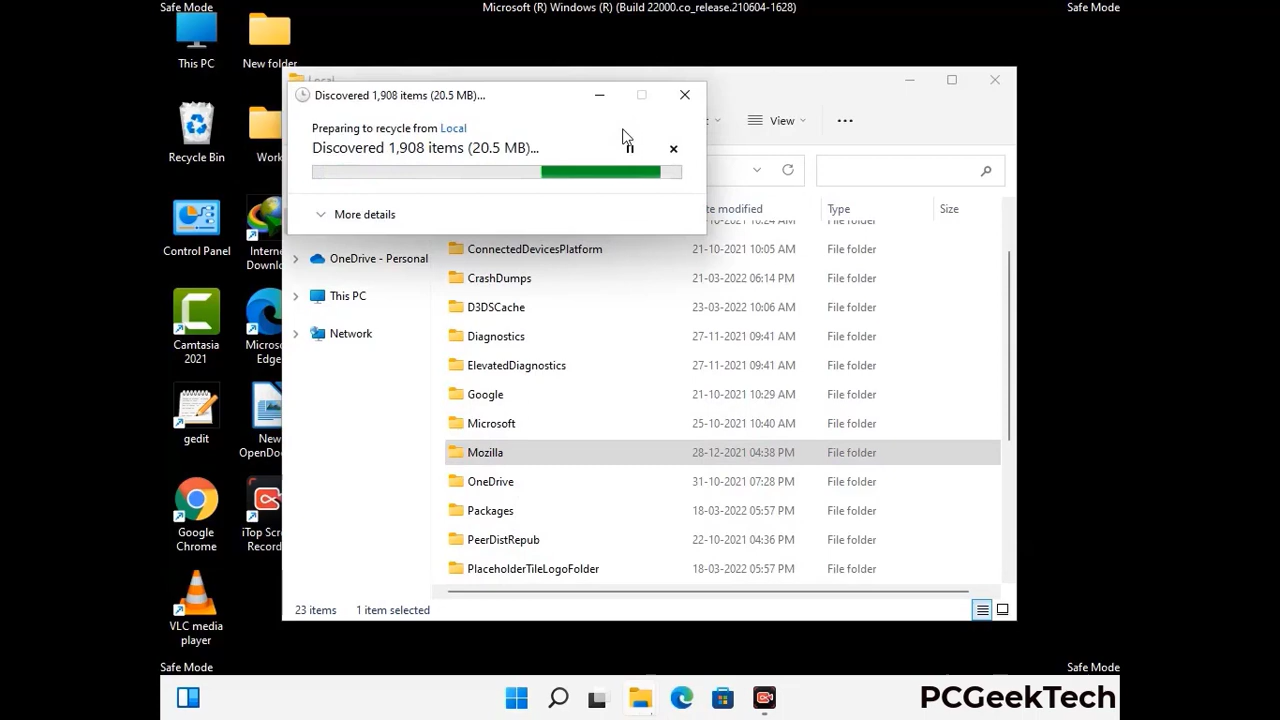 Safe Mode
Microsoft (R) Windows (R) (Build 22000.co_release.210604-1628)
Safe Mode
This PC
New folder
Local
Discovered 1,908 items (20.5 MB)...
Preparing to recycle from Local
Discovered 1,908 items (20.5 MB)...
More details
View
Recycle Bin
Work
te modified
Type
Size
File folder
Control Panel
Intern
Downlo
OneDrive - Personal
This PC
Network
ConnectedDevicesPlatform 21-10-2021 10:05 AM File folder
CrashDumps 21-03-2022 06:14 PM File folder
D3DSCache 23-03-2022 10:06 AM File folder
Diagnostics 27-11-2021 09:41 AM File folder
ElevatedDiagnostics 27-11-2021 09:41 AM File folder
Google 21-10-2021 10:29 AM File folder
Microsoft 25-10-2021 10:40 AM File folder
Mozilla 28-12-2021 04:38 PM File folder
OneDrive 31-10-2021 07:28 PM File folder
Packages 18-03-2022 05:57 PM File folder
PeerDistRepub 22-10-2021 04:36 PM File folder
PlaceholderTileLogoFolder 18-03-2022 05:57 PM File folder
Camtasia
2021
Micros
Edge
gedit
New
OpenDoc
Google
Chrome
iTop Scr
Record
VLC media
player
23 items
1 item selected
Safe Mode
Safe Mode
PCGeekTech